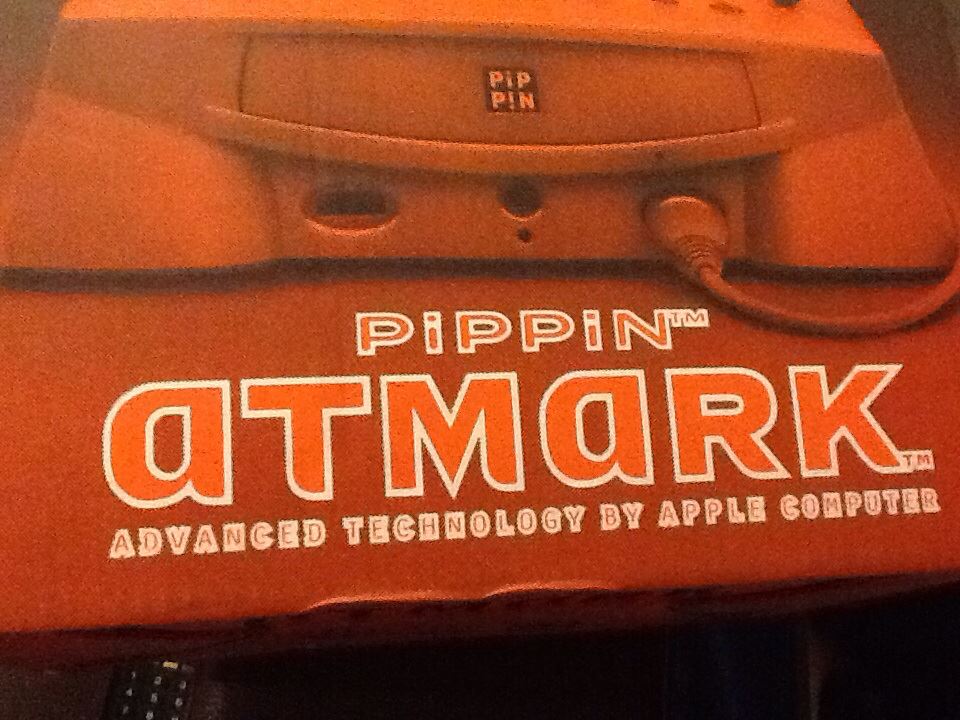 PiP
PiN
PiPPiN™
aTMaRK™
ADVANCED TECHNOLOGY BY APPLE COMPUTER